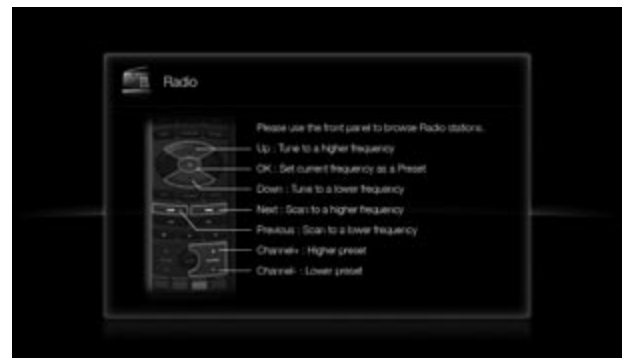 Radio
Please use the front panel to browse Radio stations.
Up : Tune to a higher frequency
OK : Set current frequency as a Preset
Down : Tune to a lower frequency
Next : Scan to a higher frequency
Previous : Scan to a lower frequency
Channel+ : Higher preset
Channel- : Lower preset